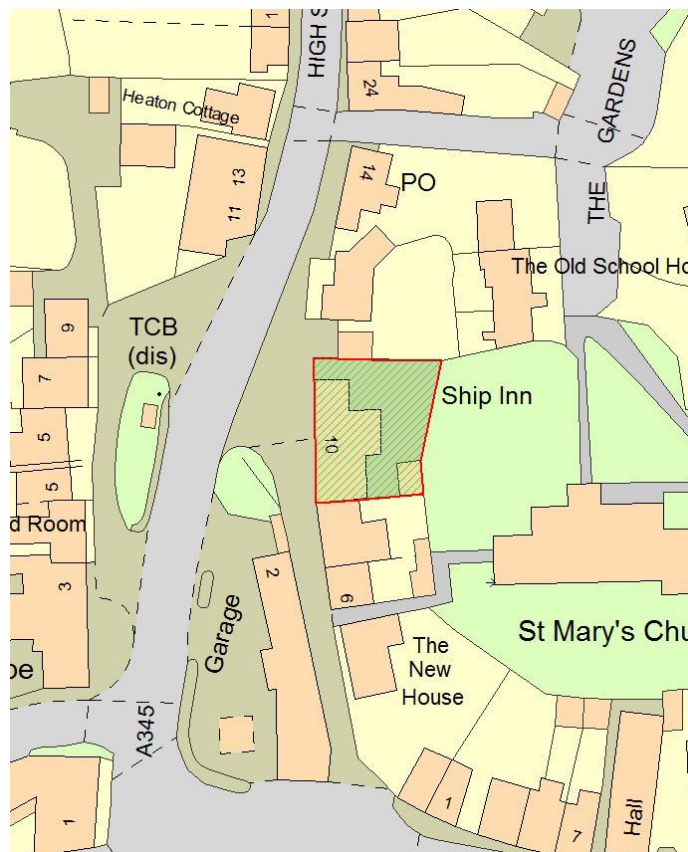 HIGH S
1
Heaton Cottage
24
GARDENS
13
11
14
PO
THE
The Old School Ho
9
TCB
(dis)
7
Ship Inn
5
10
5
d Room
3
2
6
Garage
St Mary's Chu
The
New
House
pe
A345
1
1
7
Hall